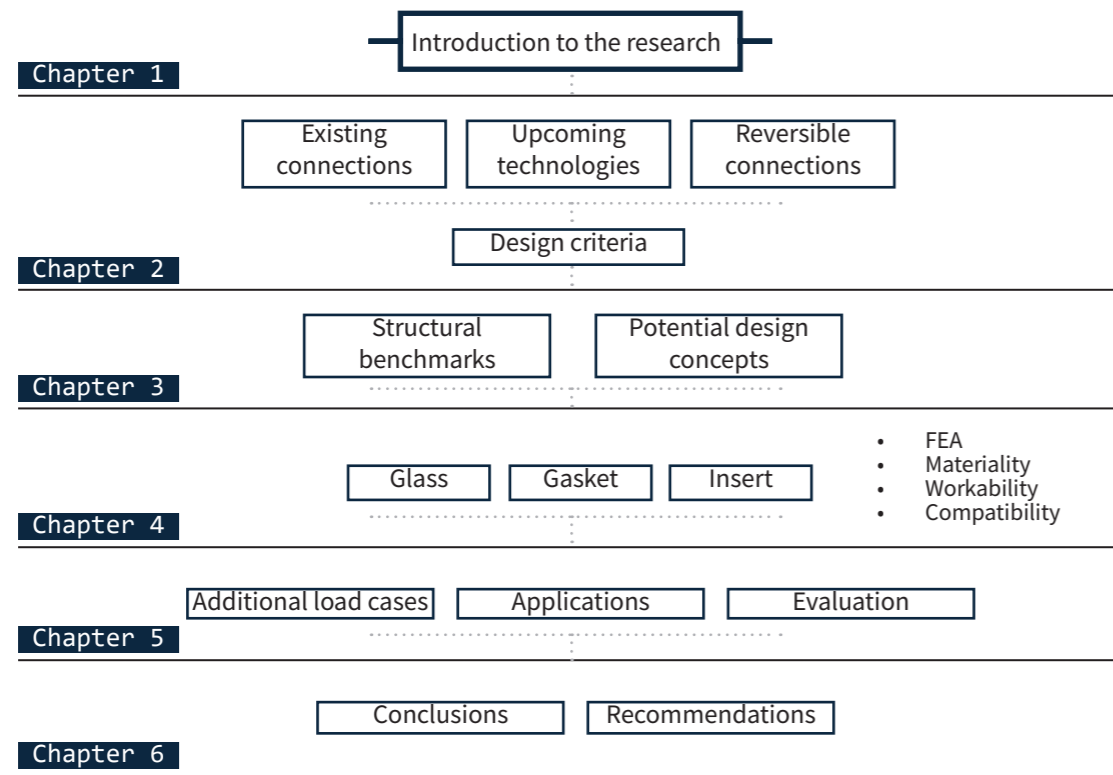 Introduction to the research
Chapter 1
Existing
connections
Upcoming
technologies
Reversible
connections
Design criteria
Chapter 2
Structural
benchmarks
Potential design
concepts
Chapter 3
Glass
Gasket
Insert
• FEA
• Materiality
• Workability
• Compatibility
Chapter 4
Additional load cases
Applications
Evaluation
Chapter 5
Conclusions
Recommendations
Chapter 6